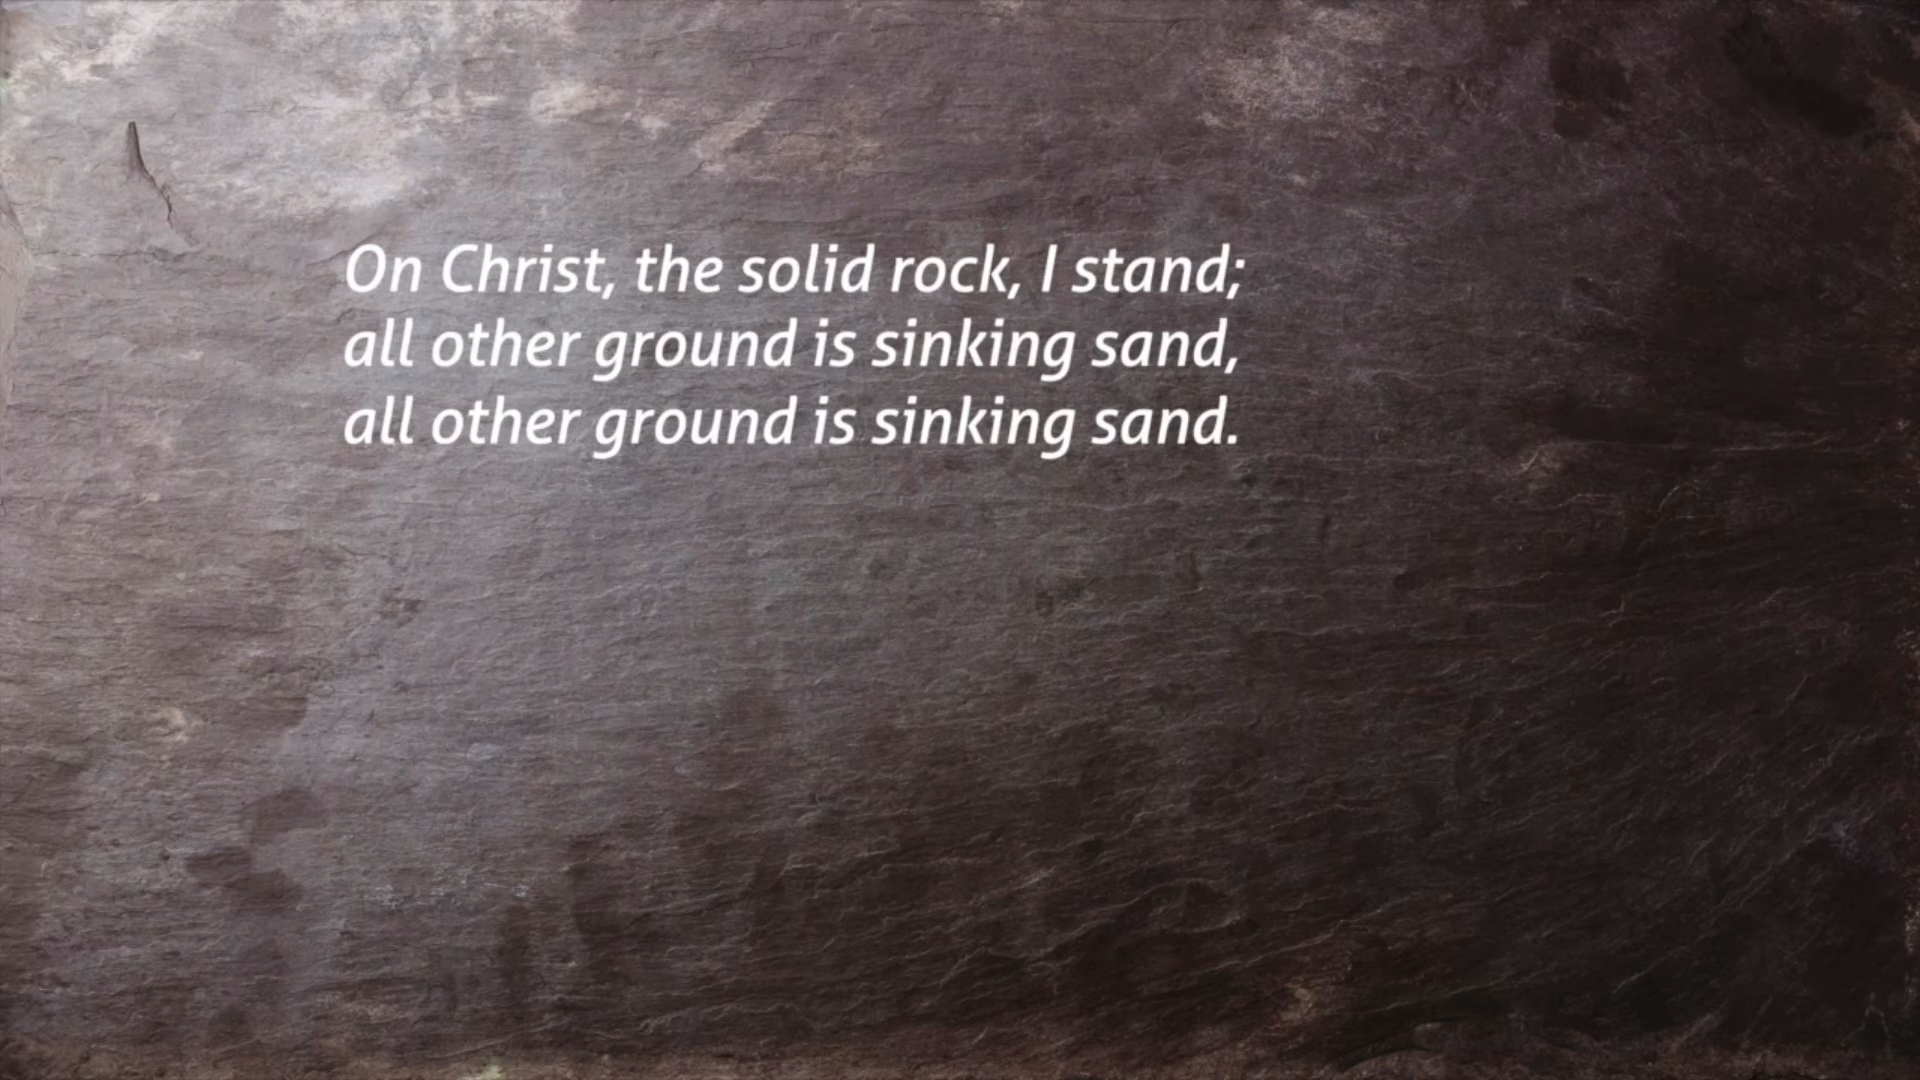 On Christ, the solid rock, I stand;
all other ground is sinking sand,
all other ground is sinking sand.